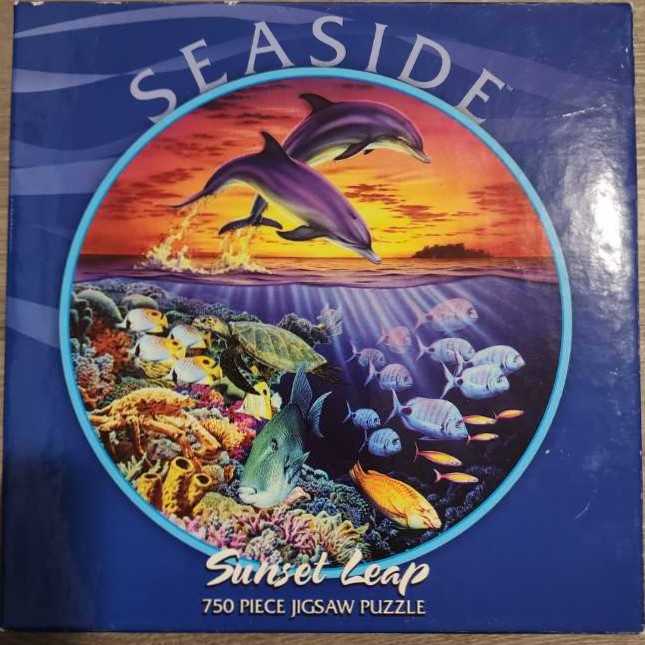 SEASIDE
Sunset Leap
750 PIECE JIGSAW PUZZLE